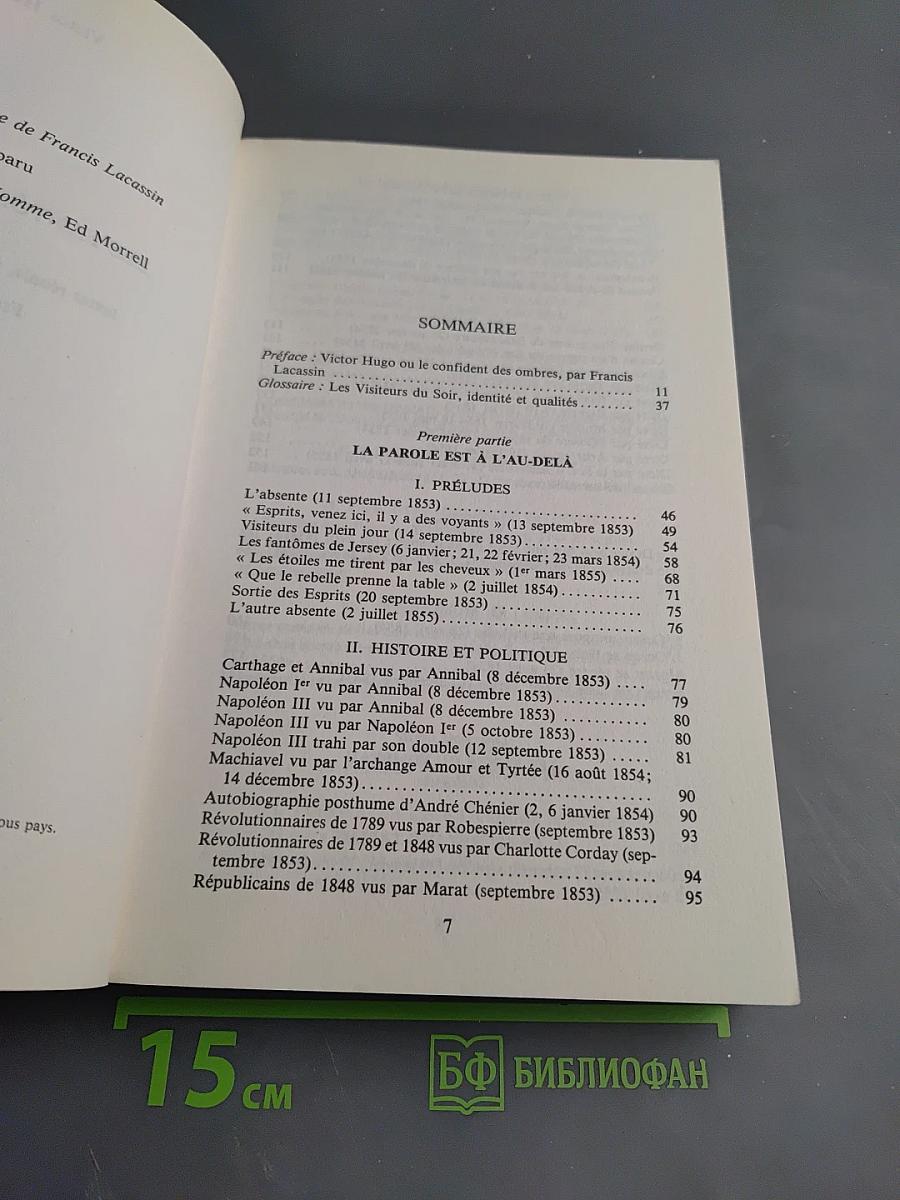 e de Francis Lacassin
paru
omme, Ed Morrell
ous pays.
SOMMAIRE
Préface : Victor Hugo ou le confident des ombres, par Francis
Lacassin ........................................ 11
Glossaire : Les Visiteurs du Soir, identité et qualités ........ 37
Première partie
LA PAROLE EST À L'AU-DELÀ
I. PRÉLUDES
L'absente (11 septembre 1853) ........................... 46
« Esprits, venez ici, il y a des voyants » (13 septembre 1853) 49
Visiteurs du plein jour (14 septembre 1853) ................ 54
Les fantômes de Jersey (6 janvier ; 21, 22 février ; 23 mars 1854) 58
« Les étoiles me tirent par les cheveux » (1er mars 1855) .... 68
« Que le rebelle prenne la table » (2 juillet 1854) ........... 71
Sortie des Esprits (20 septembre 1853) ..................... 75
L'autre absente (2 juillet 1855) ............................ 76
II. HISTOIRE ET POLITIQUE
Carthage et Annibal vus par Annibal (8 décembre 1853) .... 77
Napoléon Ier vu par Annibal (8 décembre 1853) ............ 79
Napoléon III vu par Annibal (8 décembre 1853) ........... 80
Napoléon III vu par Napoléon Ier (5 octobre 1853) ......... 80
Napoléon III trahi par son double (12 septembre 1853) ..... 81
Machiavel vu par l'archange Amour et Tyrtée (16 août 1854 ;
14 décembre 1853) ..................................... 90
Autobiographie posthume d'André Chénier (2, 6 janvier 1854) 90
Révolutionnaires de 1789 vus par Robespierre (septembre 1853) 93
Révolutionnaires de 1789 et 1848 vus par Charlotte Corday (sep-
tembre 1853) .......................................... 94
Républicains de 1848 vus par Marat (septembre 1853) ...... 95
7
15 см
БФ БИБЛИОФАН